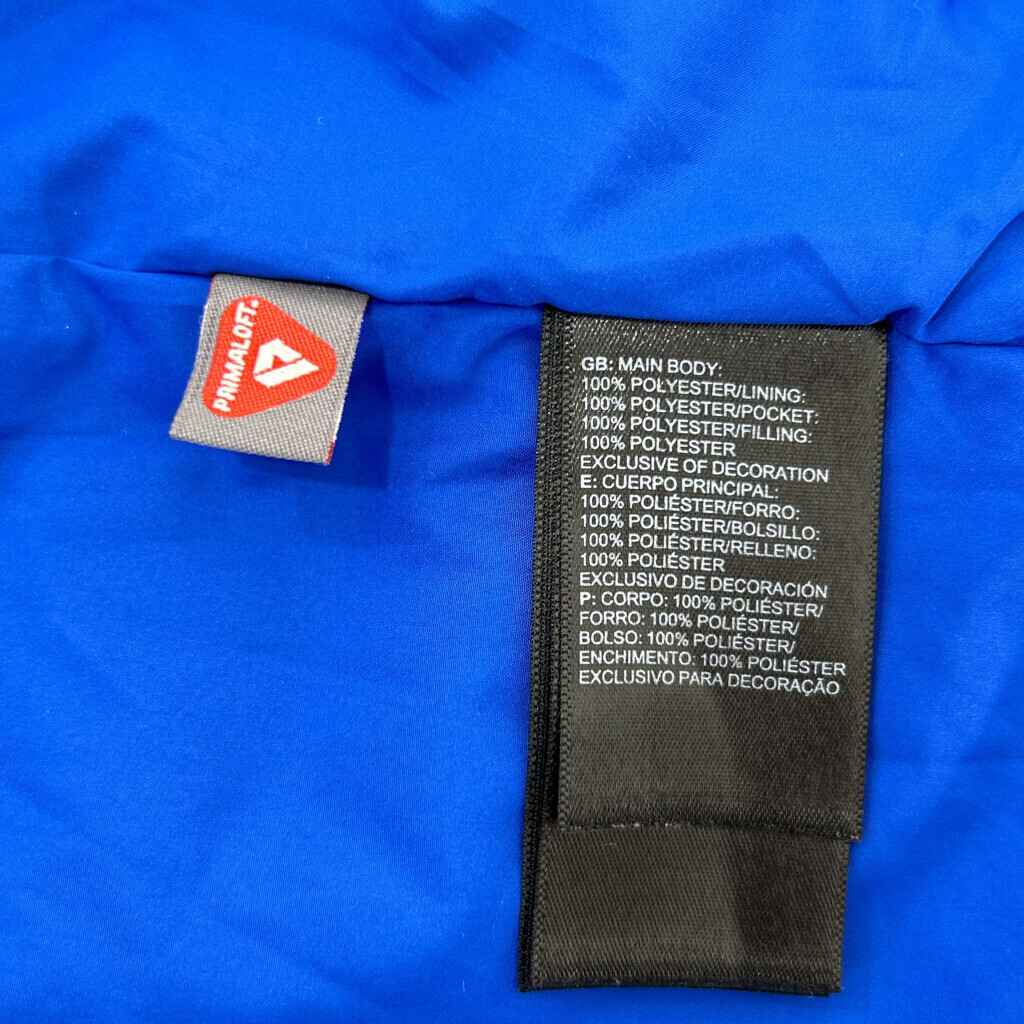 PRIMALOFT®
GB: MAIN BODY:
100% POLYESTER/LINING:
100% POLYESTER/POCKET:
100% POLYESTER/FILLING:
100% POLYESTER
EXCLUSIVE OF DECORATION
E: CUERPO PRINCIPAL:
100% POLIÉSTER/FORRO:
100% POLIÉSTER/BOLSILLO:
100% POLIÉSTER/RELLENO:
100% POLIÉSTER
EXCLUSIVO DE DECORACIÓN
P: CORPO: 100% POLIÉSTER/
FORRO: 100% POLIÉSTER/
BOLSO: 100% POLIÉSTER/
ENCHIMENTO: 100% POLIÉSTER
EXCLUSIVO PARA DECORAÇÃO